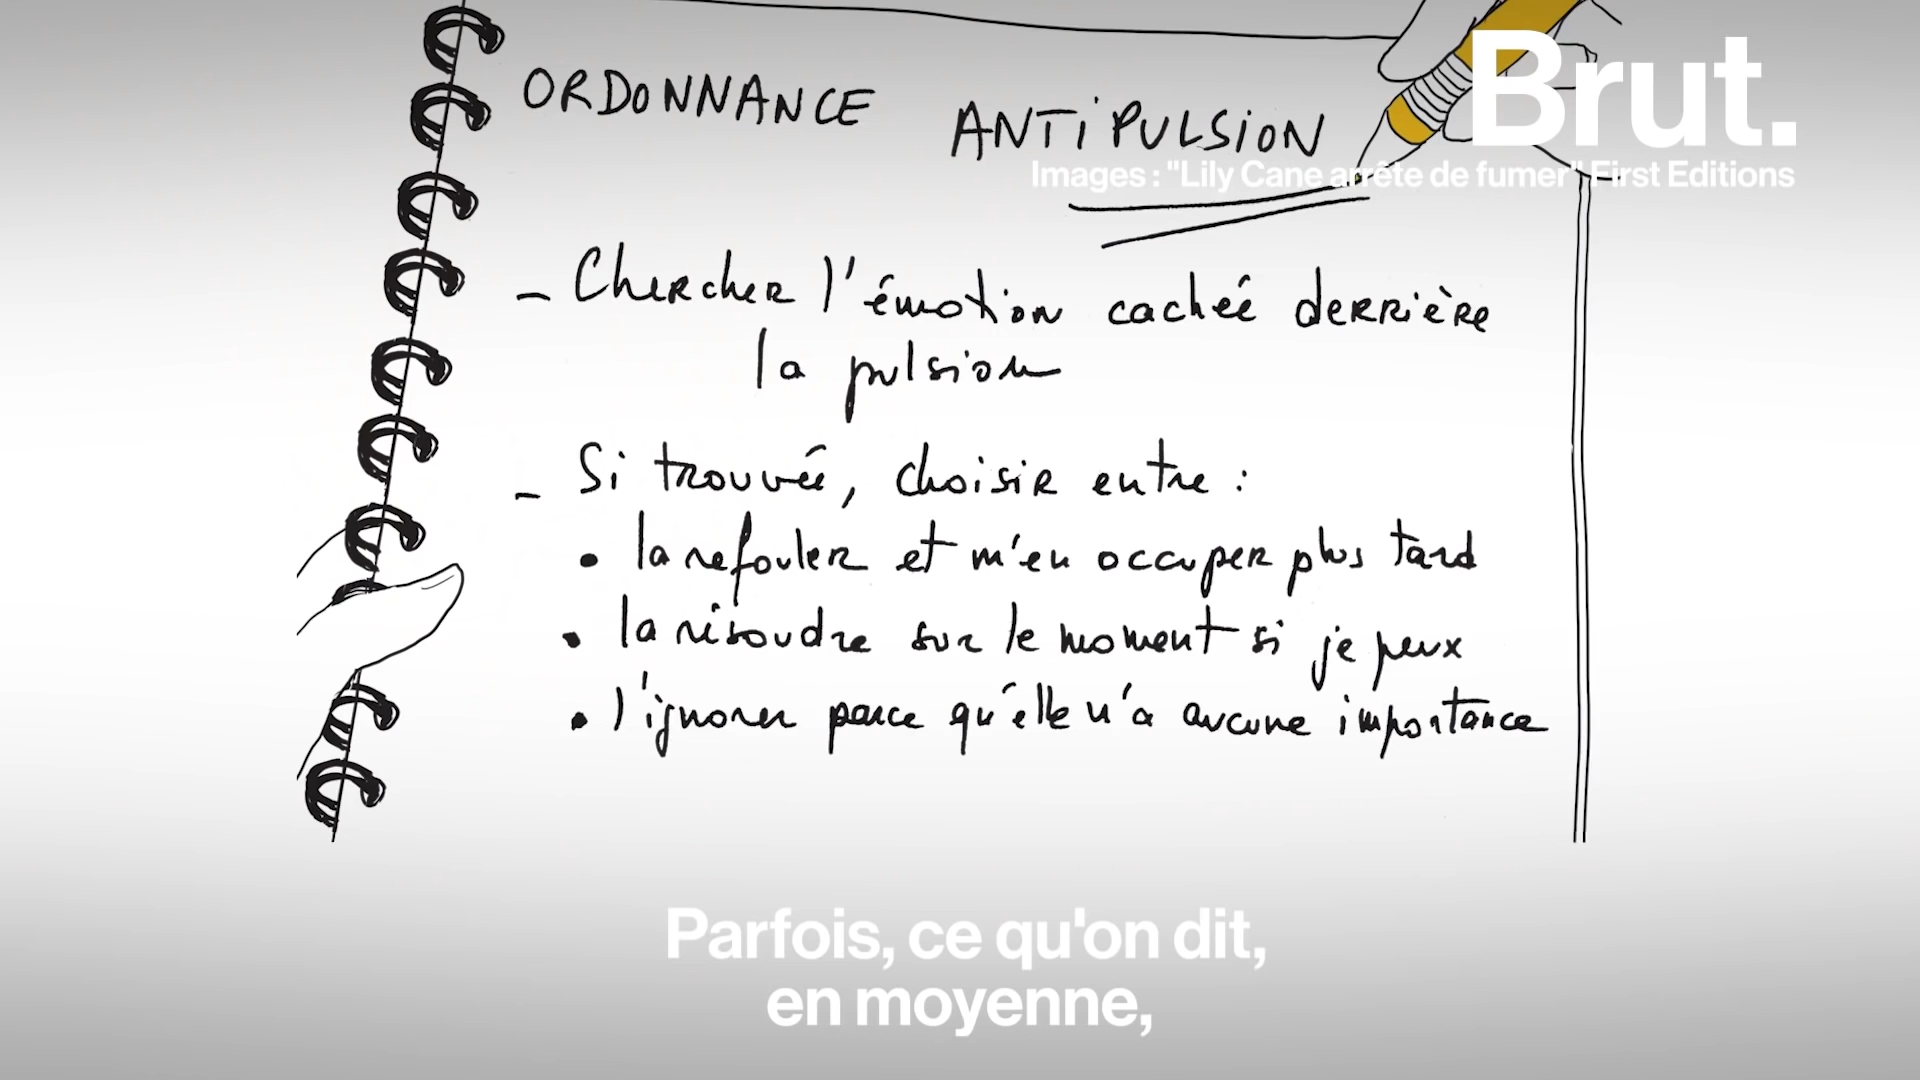 ORDONNANCE ANTIPULSION
Brut.
Images : "Lily Cane arrête de fumer" First Editions
- Chercher l'émotion cachée derrière
la pulsion
- Si trouvée, choisir entre :
• la refouler et m'en occuper plus tard
• la résoudre sur le moment si je peux
• l'ignorer parce qu'elle n'a aucune importance
Parfois, ce qu'on dit,
en moyenne,